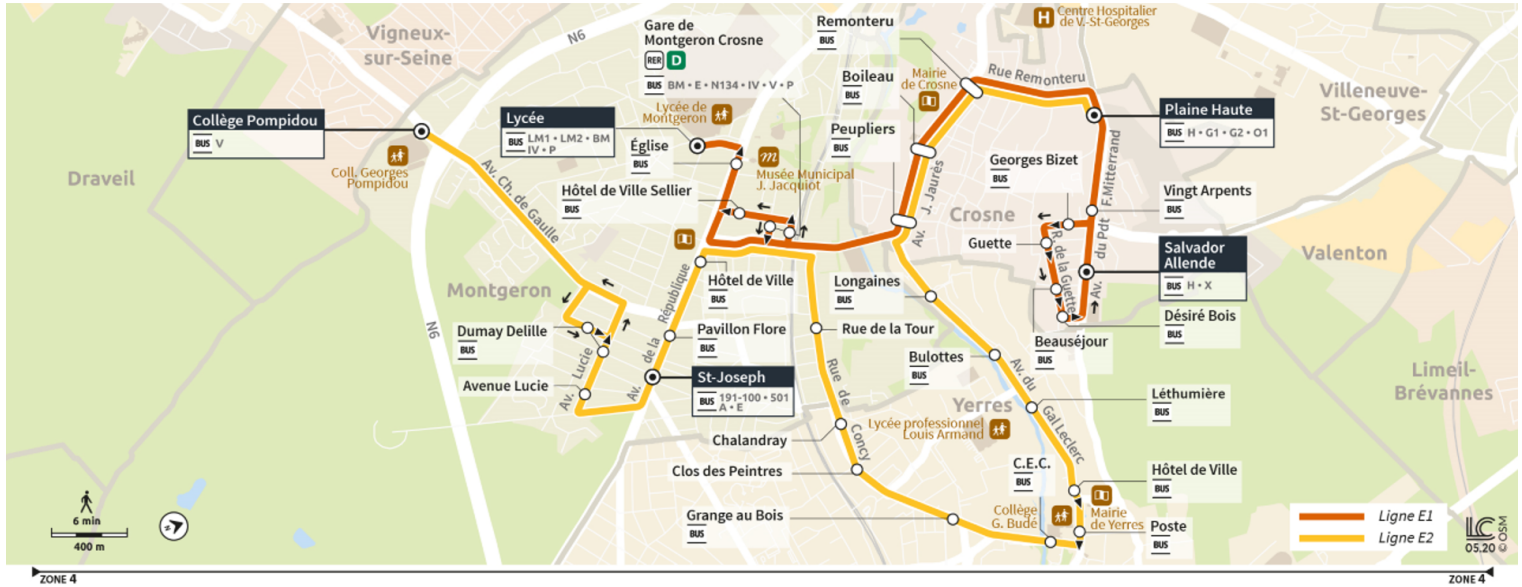 Vigneux-
sur-Seine
N6
Gare de
Montgeron Crosne
RER D
BUS BM • E • N134 • IV • V • P
Remonteru
BUS
H
Centre Hospitalier
de V.-St-Georges
Rue Remonteru
Boileau
BUS
Mairie
de Crosne
Villeneuve-
St-Georges
Collège Pompidou
BUS V
Lycée
BUS LM1 • LM2 • BM
IV • P
Lycée de
Montgeron
Plaine Haute
BUS H • G1 • G2 • O1
Peupliers
BUS
Église
BUS
Musée Municipal
J. Jacquiot
Georges Bizet
BUS
Coll. Georges
Pompidou
Draveil
Av. Ch. de Gaulle
Hôtel de Ville Sellier
BUS
Av. J. Jaurès
Crosne
Vingt Arpents
BUS
Av. du Pdt F.Mitterrand
Guette
R. de la Guette
Salvador
Allende
BUS H • X
Valenton
Montgeron
Hôtel de Ville
BUS
Longaines
BUS
Désiré Bois
BUS
N6
Dumay Delille
BUS
Pavillon Flore
BUS
Rue de la Tour
Beauséjour
BUS
Bulottes
BUS
Av. de la République
Av. Lucie
Avenue Lucie
St-Joseph
BUS 191-100 • 501
A • E
Rue de Concy
Av. du Gal Leclerc
Léthumière
BUS
Limeil-
Brévannes
Yerres
Lycée professionnel
Louis Armand
Chalandray
Clos des Peintres
C.E.C.
BUS
Hôtel de Ville
BUS
Grange au Bois
BUS
Collège
G. Budé
Mairie
de Yerres
Poste
BUS
6 min
400 m
Ligne E1
Ligne E2
LC
05.20 © OSM
ZONE 4
ZONE 4